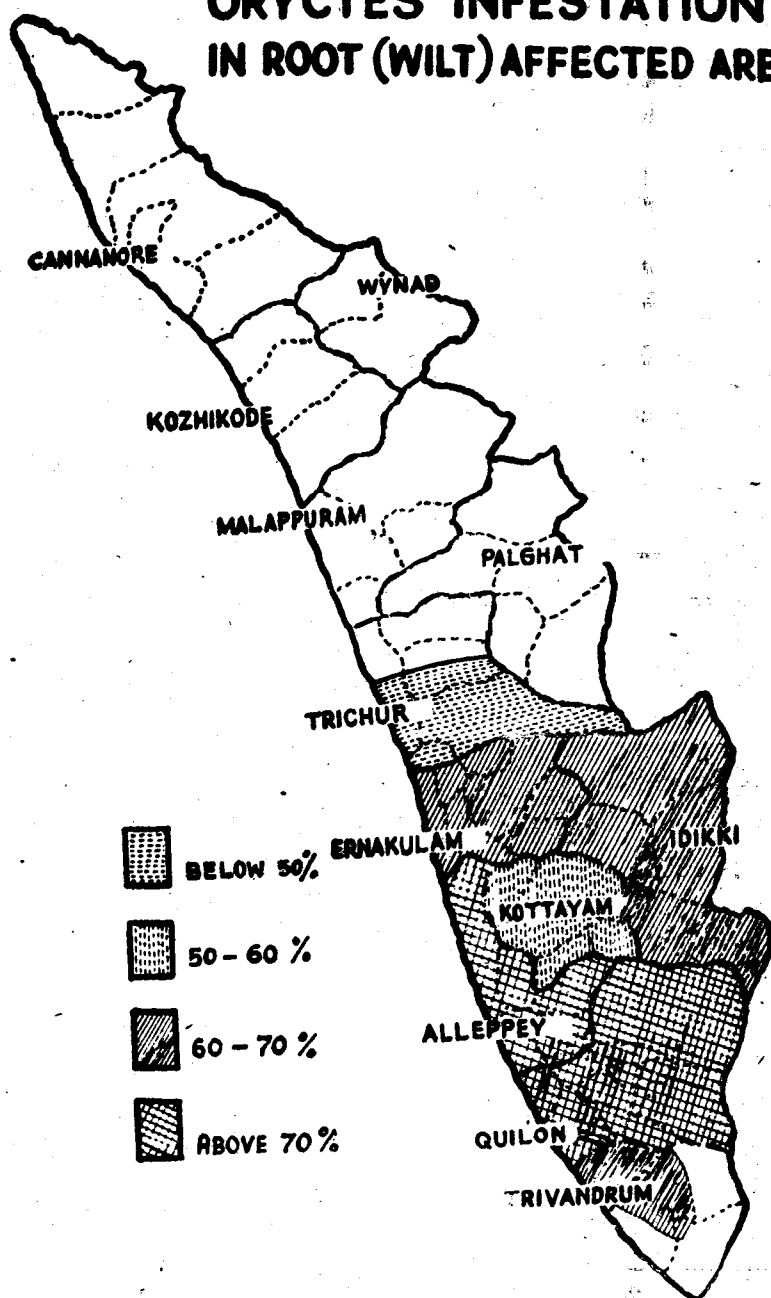 ORYCTES INFESTATION
IN ROOT (WILT) AFFECTED ARE
CANNANORE
WYNAD
KOZHIKODE
MALAPPURAM
PALGHAT
TRICHUR
ERNAKULAM
IDIKKI
KOTTAYAM
ALLEPPEY
QUILON
TRIVANDRUM
BELOW 50%
50-60 %
60-70 %
ABOVE 70%